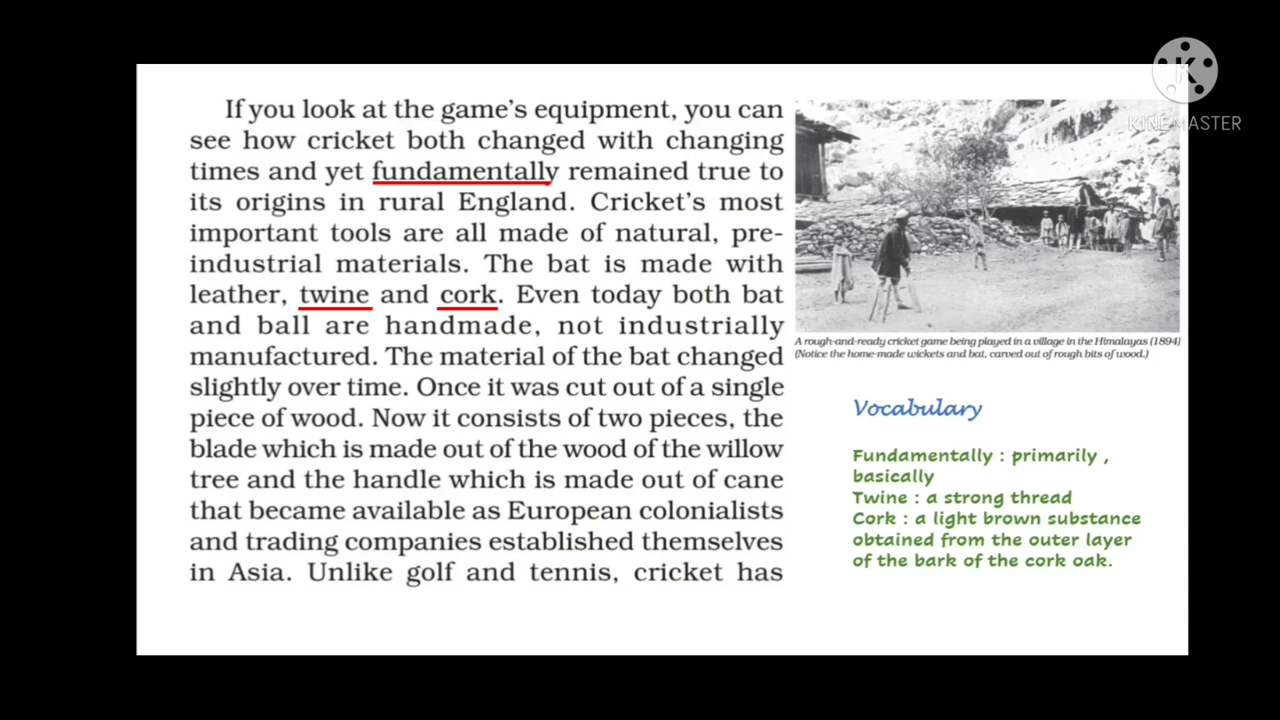 If you look at the game's equipment, you can
see how cricket both changed with changing
times and yet fundamentally remained true to
its origins in rural England. Cricket's most
important tools are all made of natural, pre-
industrial materials. The bat is made with
leather, twine and cork. Even today both bat
and ball are handmade, not industrially
manufactured. The material of the bat changed
slightly over time. Once it was cut out of a single
piece of wood. Now it consists of two pieces, the
blade which is made out of the wood of the willow
tree and the handle which is made out of cane
that became available as European colonialists
and trading companies established themselves
in Asia. Unlike golf and tennis, cricket has
K
KINEMASTER
A rough-and-ready cricket game being played in a village in the Himalayas (1894)
(Notice the home-made wickets and bat, carved out of rough bits of wood.)
Vocabulary
Fundamentally : primarily ,
basically
Twine : a strong thread
Cork : a light brown substance
obtained from the outer layer
of the bark of the cork oak.